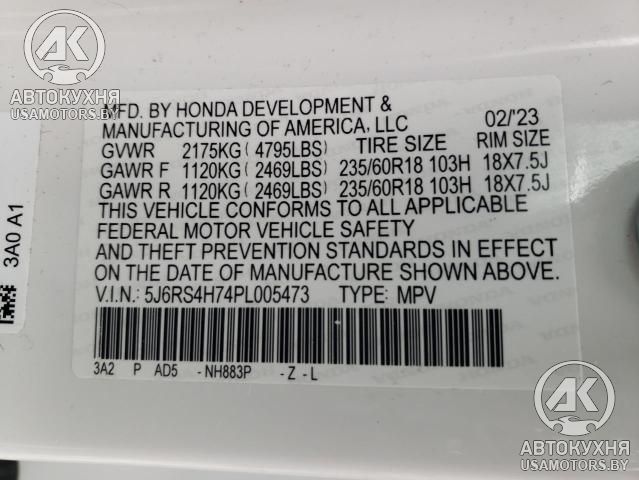 AK
АВТОКУХНЯ
USAMOTORS.BY
MFD. BY HONDA DEVELOPMENT &
MANUFACTURING OF AMERICA, LLC 02/'23
GVWR 2175KG ( 4795LBS) TIRE SIZE RIM SIZE
GAWR F 1120KG ( 2469LBS) 235/60R18 103H 18X7.5J
GAWR R 1120KG ( 2469LBS) 235/60R18 103H 18X7.5J
THIS VEHICLE CONFORMS TO ALL APPLICABLE
FEDERAL MOTOR VEHICLE SAFETY
AND THEFT PREVENTION STANDARDS IN EFFECT
ON THE DATE OF MANUFACTURE SHOWN ABOVE.
V.I.N.: 5J6RS4H74PL005473 TYPE: MPV
3A2 P AD5 -NH883P -Z-L
3A0 A1
AK
АВТОКУХНЯ
USAMOTORS.BY